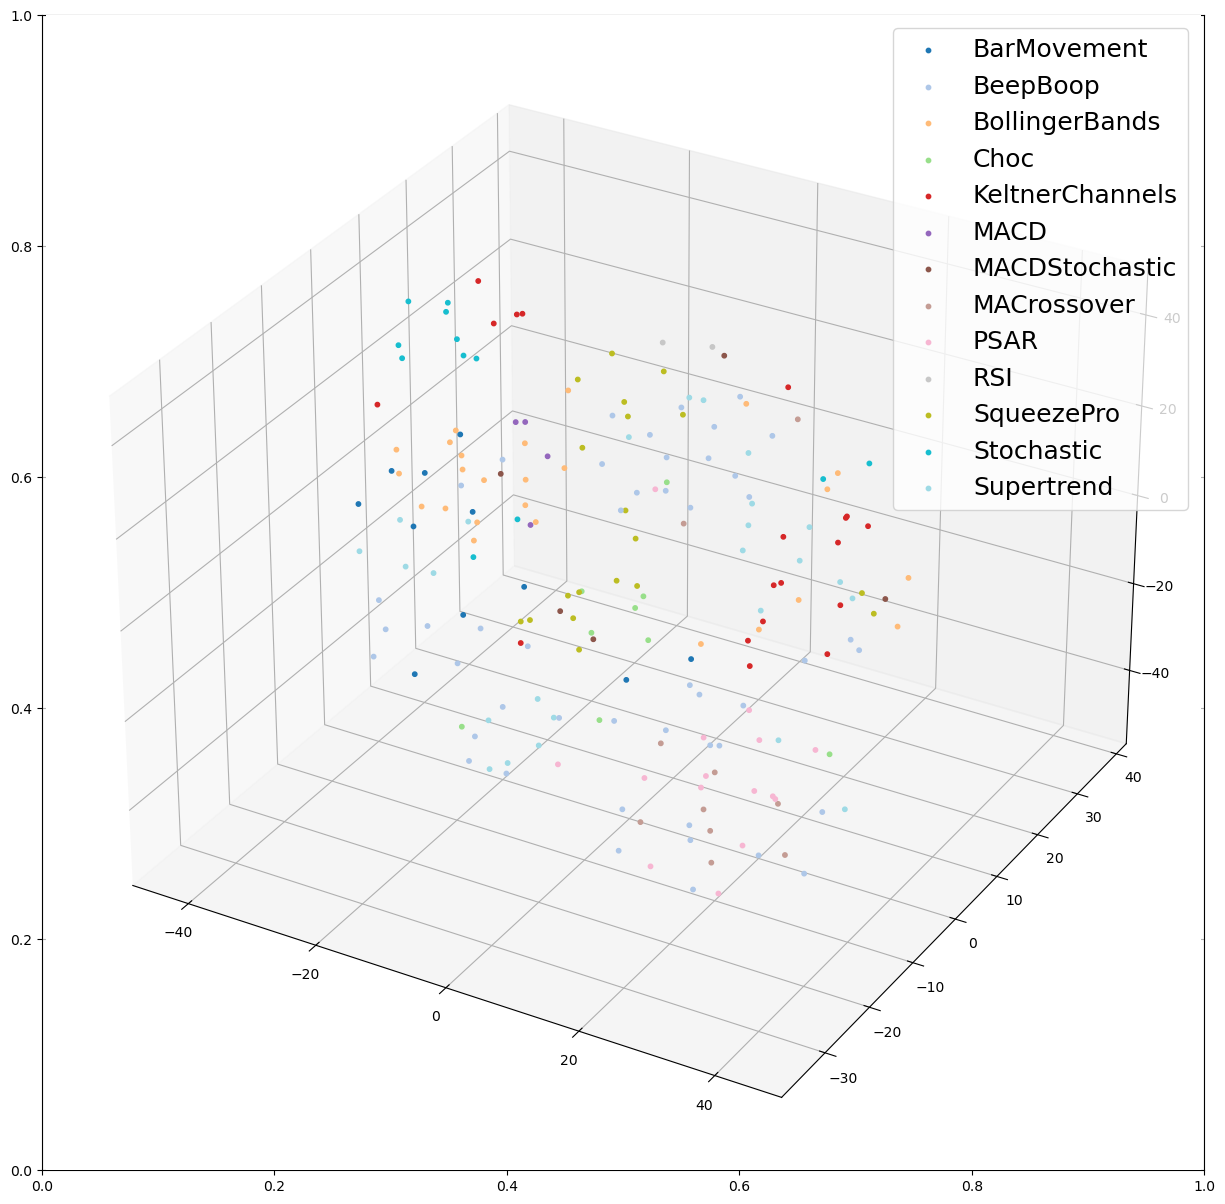 1.0
0.8
0.6
0.4
0.2
0.0
0.0
0.2
0.4
0.6
0.8
1.0
BarMovement
BeepBoop
BollingerBands
Choc
KeltnerChannels
MACD
MACDStochastic
MACrossover
PSAR
RSI
SqueezePro
Stochastic
Supertrend
40
20
0
−20
−40
40
30
20
10
0
−10
−20
−30
−40
−20
0
20
40